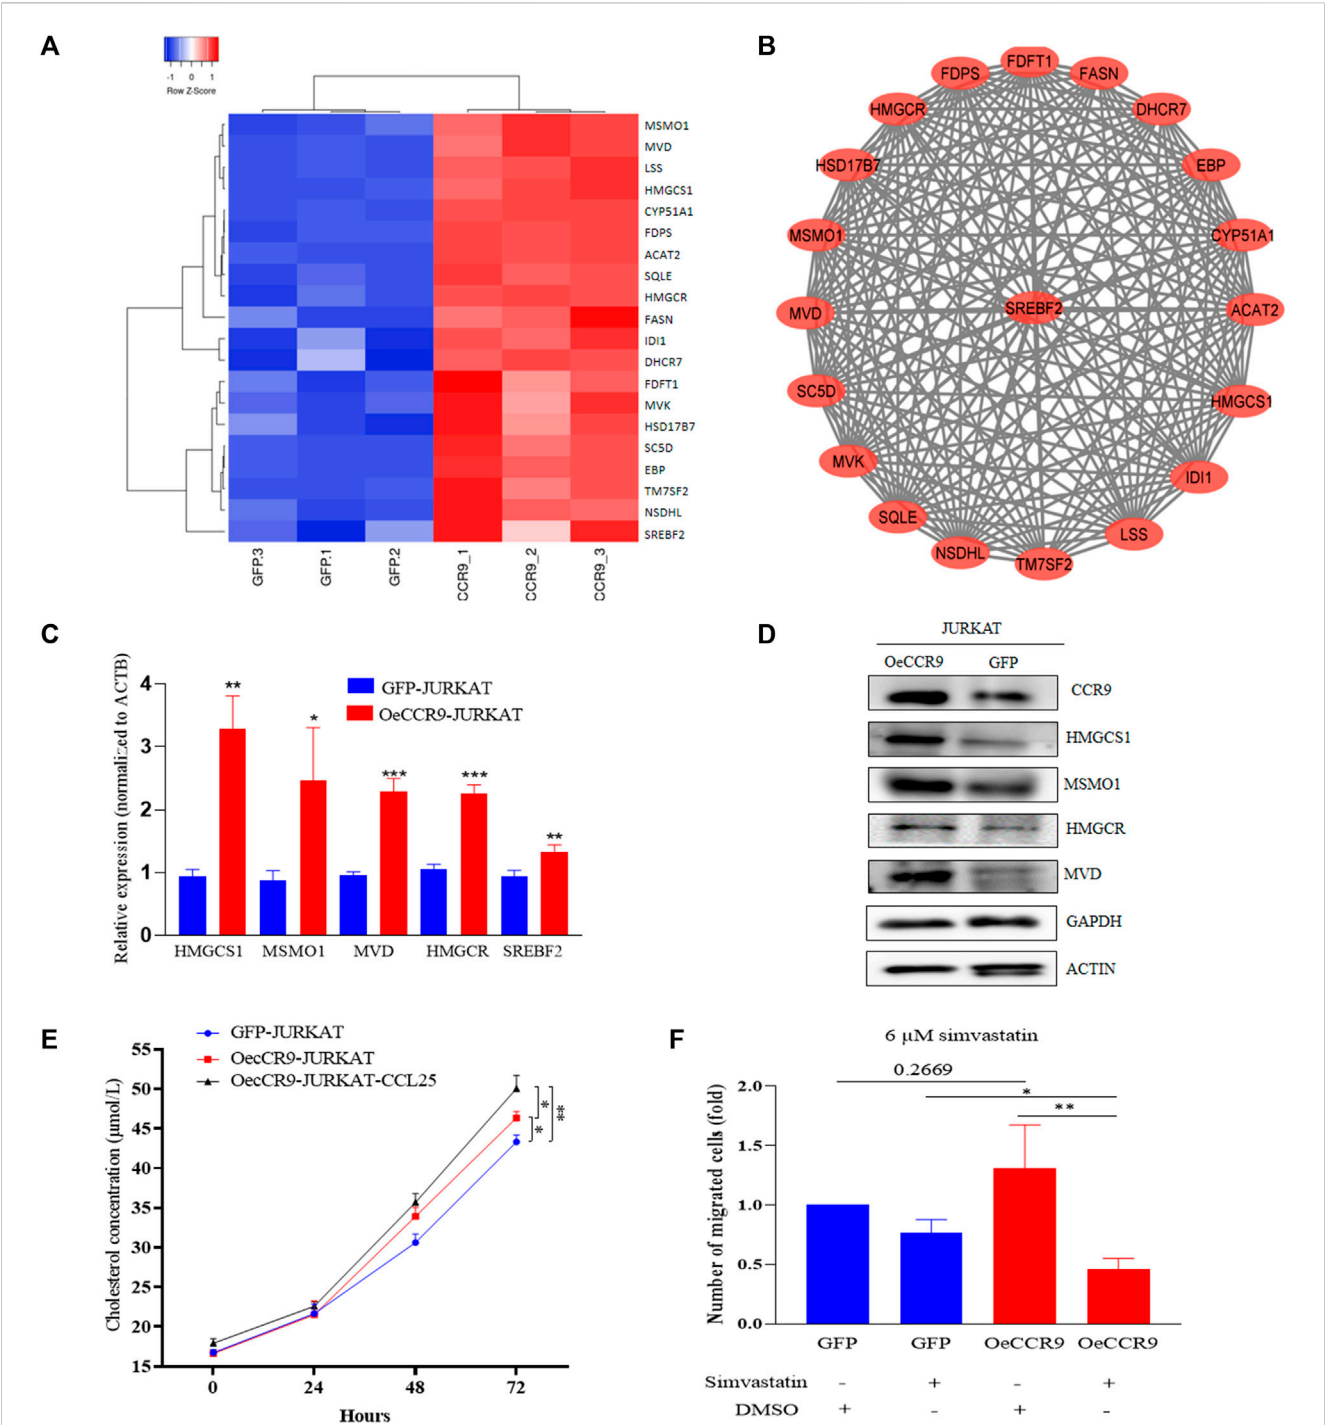 A
-1 0 1
Row Z-Score
MSMO1
MVD
LSS
HMGCS1
CYP51A1
FDPS
ACAT2
SQLE
HMGCR
FASN
IDI1
DHCR7
FDFT1
MVK
HSD17B7
SC5D
EBP
TM7SF2
NSDHL
SREBF2
GFP.3
GFP.1
GFP.2
CCR9_1
CCR9_2
CCR9_3
B
FDFT1
FDPS
FASN
HMGCR
DHCR7
HSD17B7
EBP
MSMO1
CYP51A1
MVD
SREBF2
ACAT2
SC5D
HMGCS1
MVK
IDI1
SQLE
LSS
NSDHL
TM7SF2
C
Relative expression (normalized to ACTB)
4
3
2
1
0
GFP-JURKAT
OeCCR9-JURKAT
**
*
***
***
**
HMGCS1 MSMO1 MVD HMGCR SREBF2
D
JURKAT
OeCCR9 GFP
CCR9
HMGCS1
MSMO1
HMGCR
MVD
GAPDH
ACTIN
E
GFP-JURKAT
OecCR9-JURKAT
OecCR9-JURKAT-CCL25
Cholesterol concentration (µmol/L)
55
50
45
40
35
30
25
20
15
*
*
**
0 24 48 72
Hours
F
6 µM simvastatin
0.2669
*
**
Number of migrated cells (fold)
2.0
1.5
1.0
0.5
0.0
GFP GFP OeCCR9 OeCCR9
Simvastatin - + - +
DMSO + - + -